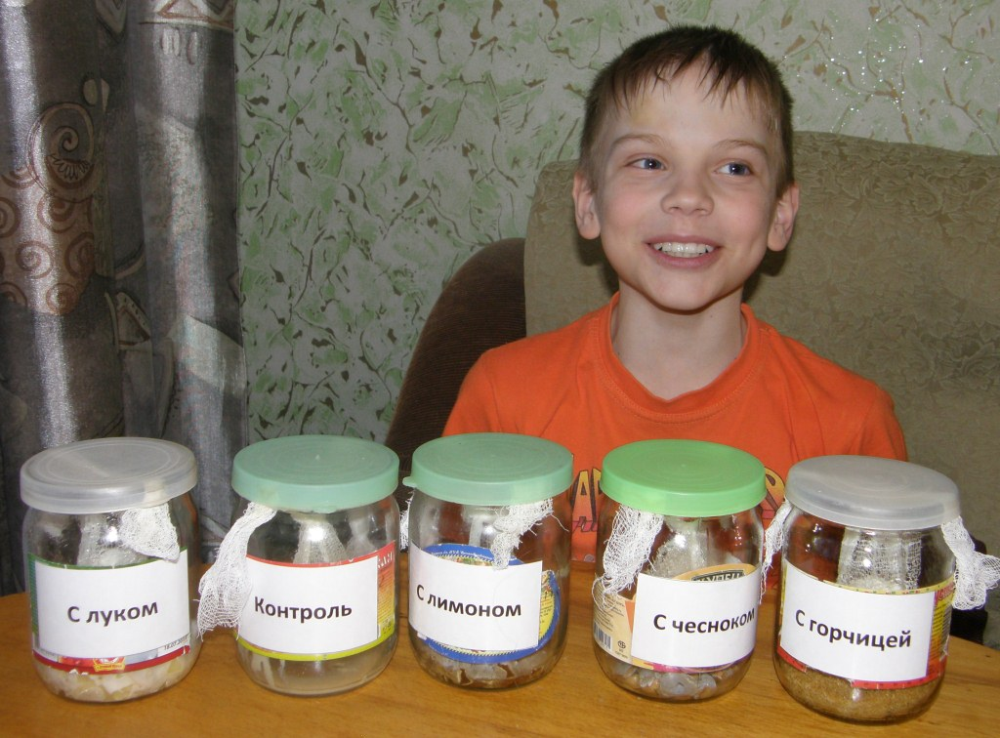 С луком
Контроль
С лимоном
С чесноком
С горчицей